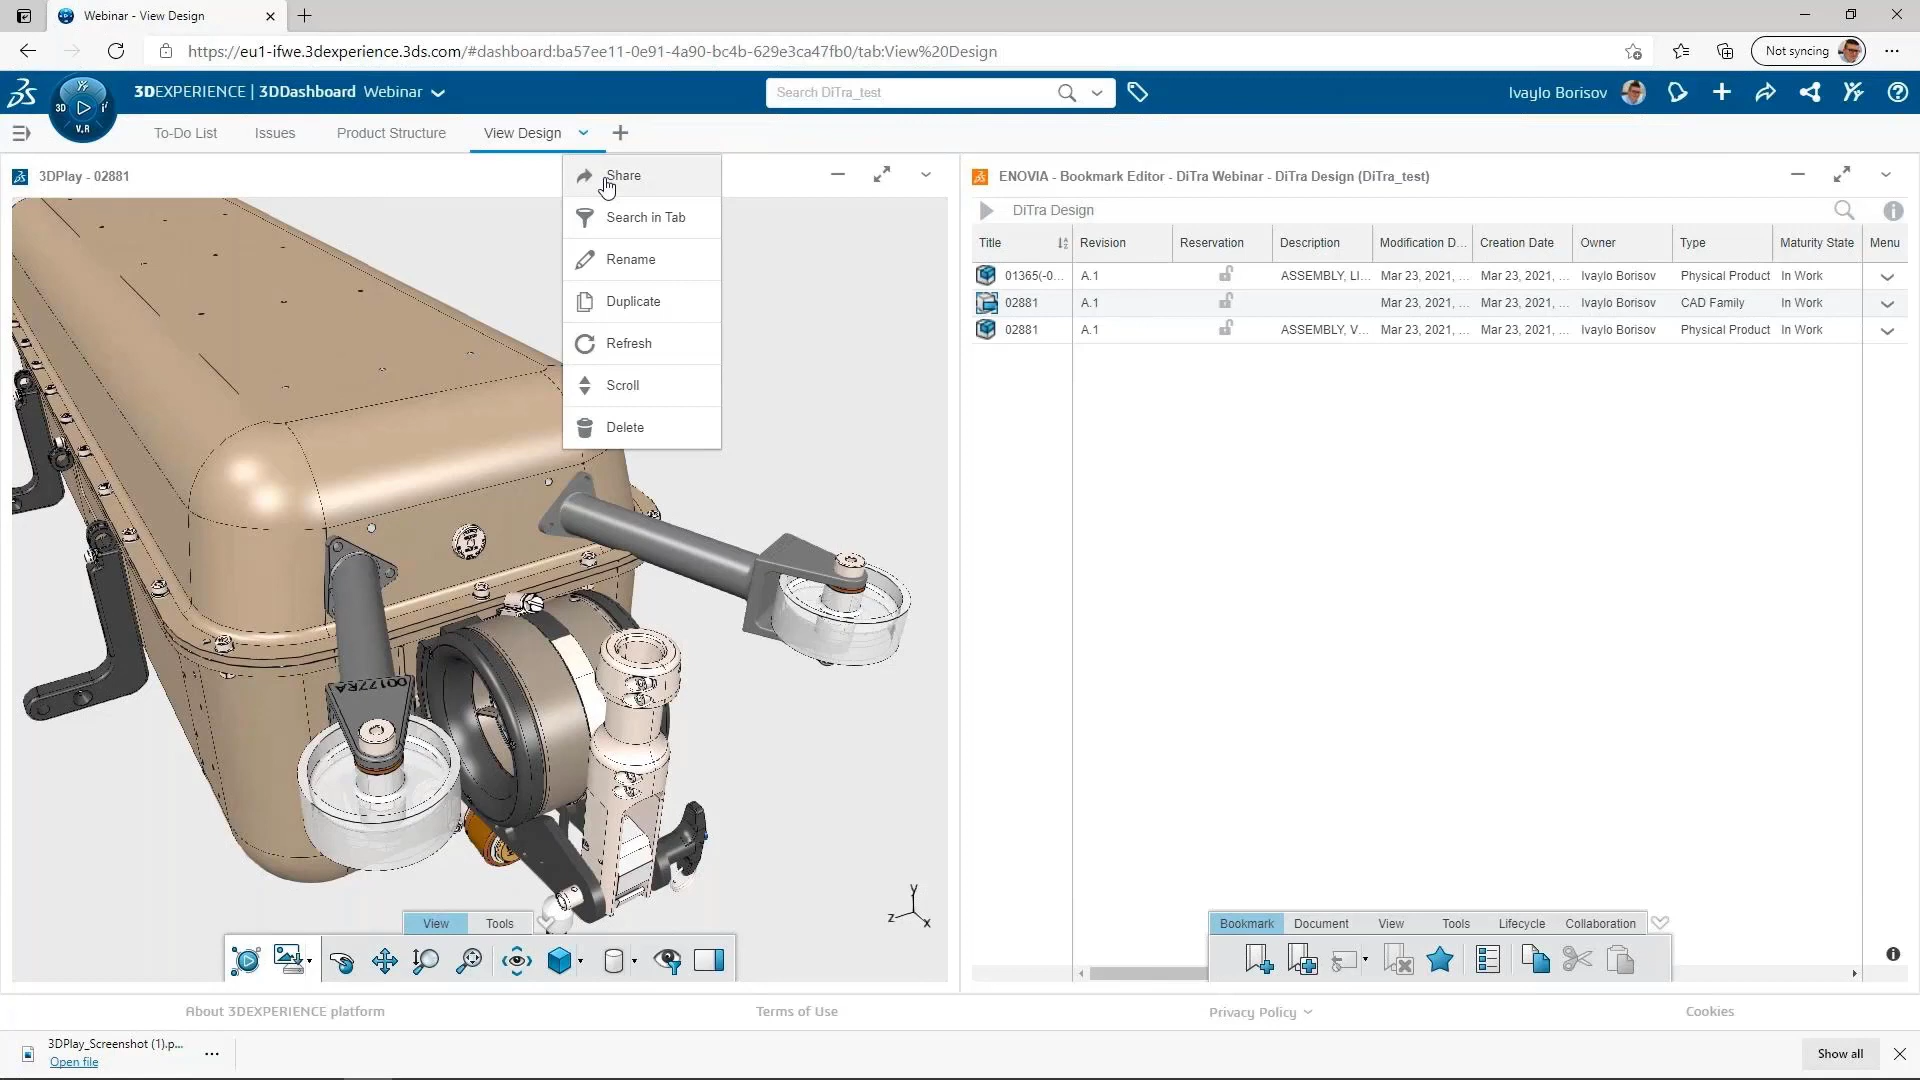 Webinar - View Design
https://eu1-ifwe.3dexperience.3ds.com/#dashboard:ba57ee11-0e91-4a90-bc4b-629e3ca47fb0/tab:View%20Design
Not syncing
3D
V.R
3DEXPERIENCE | 3DDashboard Webinar
Search DiTra_test
Ivaylo Borisov
To-Do List
Issues
Product Structure
View Design
3DPlay - 02881
Share
Search in Tab
Rename
Duplicate
Refresh
Scroll
Delete
ENOVIA - Bookmark Editor - DiTra Webinar - DiTra Design (DiTra_test)
DiTra Design
Title Revision Reservation Description Modification D... Creation Date Owner Type Maturity State Menu
01365(-0... A.1 ASSEMBLY, LI... Mar 23, 2021, ... Mar 23, 2021, ... Ivaylo Borisov Physical Product In Work
02881 A.1 Mar 23, 2021, ... Mar 23, 2021, ... Ivaylo Borisov CAD Family In Work
02881 A.1 ASSEMBLY, V... Mar 23, 2021, ... Mar 23, 2021, ... Ivaylo Borisov Physical Product In Work
y
z
x
View Tools
Bookmark Document View Tools Lifecycle Collaboration
About 3DEXPERIENCE platform
Terms of Use
Privacy Policy
Cookies
3DPlay_Screenshot (1).p...
Open file
Show all